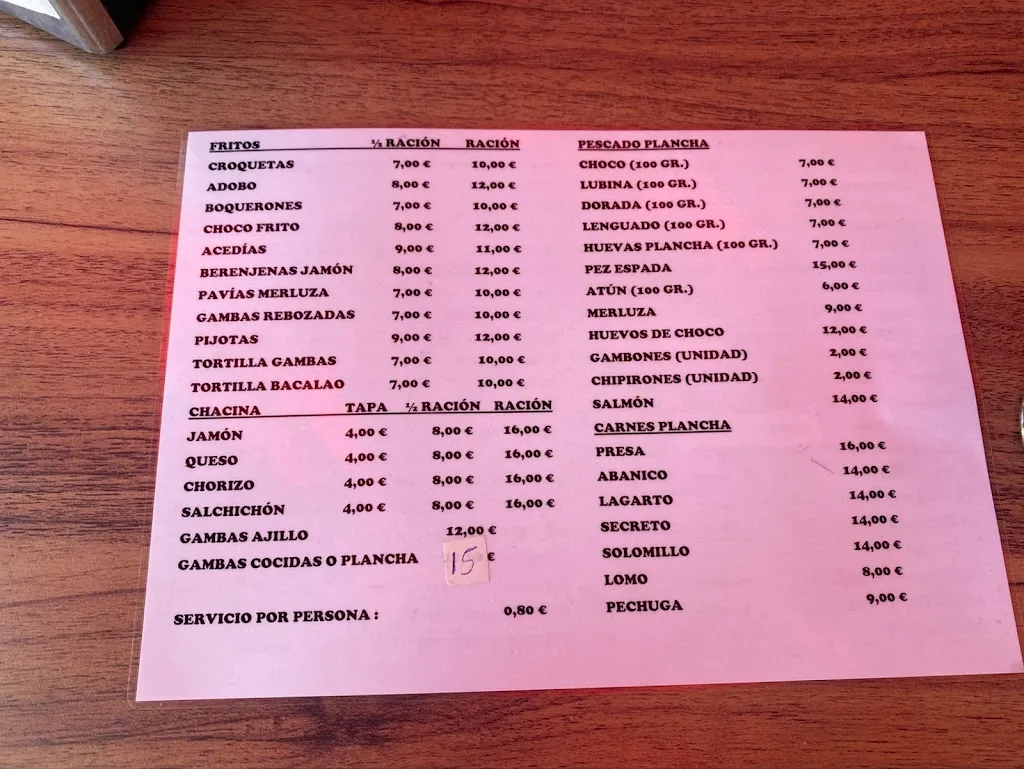 FRITOS ½ RACIÓN RACIÓN
CROQUETAS 7,00 € 10,00 €
ADOBO 8,00 € 12,00 €
BOQUERONES 7,00 € 10,00 €
CHOCO FRITO 8,00 € 12,00 €
ACEDÍAS 9,00 € 11,00 €
BERENJENAS JAMÓN 8,00 € 12,00 €
PAVÍAS MERLUZA 7,00 € 10,00 €
GAMBAS REBOZADAS 7,00 € 10,00 €
PIJOTAS 9,00 € 12,00 €
TORTILLA GAMBAS 7,00 € 10,00 €
TORTILLA BACALAO 7,00 € 10,00 €
CHACINA TAPA ½ RACIÓN RACIÓN
JAMÓN 4,00 € 8,00 € 16,00 €
QUESO 4,00 € 8,00 € 16,00 €
CHORIZO 4,00 € 8,00 € 16,00 €
SALCHICHÓN 4,00 € 8,00 € 16,00 €
GAMBAS AJILLO 12,00 €
GAMBAS COCIDAS O PLANCHA 15 €
SERVICIO POR PERSONA : 0,80 €
PESCADO PLANCHA
CHOCO (100 GR.) 7,00 €
LUBINA (100 GR.) 7,00 €
DORADA (100 GR.) 7,00 €
LENGUADO (100 GR.) 7,00 €
HUEVAS PLANCHA (100 GR.) 7,00 €
PEZ ESPADA 15,00 €
ATÚN (100 GR.) 6,00 €
MERLUZA 9,00 €
HUEVOS DE CHOCO 12,00 €
GAMBONES (UNIDAD) 2,00 €
CHIPIRONES (UNIDAD) 2,00 €
SALMÓN 14,00 €
CARNES PLANCHA
PRESA 16,00 €
ABANICO 14,00 €
LAGARTO 14,00 €
SECRETO 14,00 €
SOLOMILLO 14,00 €
LOMO 8,00 €
PECHUGA 9,00 €